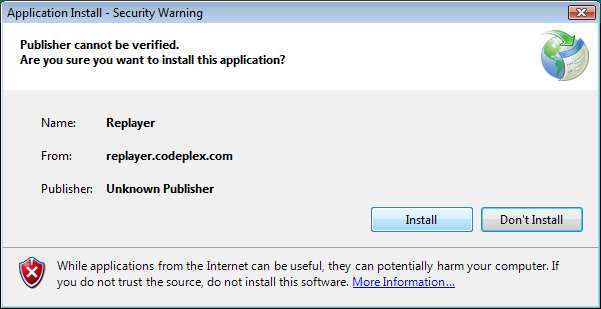 Application Install - Security Warning
Publisher cannot be verified.
Are you sure you want to install this application?
Name: Replayer
From: replayer.codeplex.com
Publisher: Unknown Publisher
Install Don't Install
While applications from the Internet can be useful, they can potentially harm your computer. If
you do not trust the source, do not install this software. More Information...